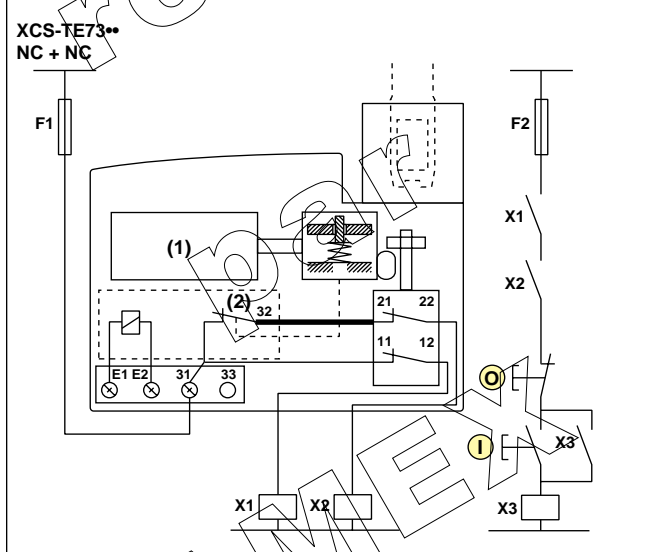 XCS-TE73••
NC + NC
F1
F2
X1
X2
(1)
(2)
32
21 22
11 12
E1 E2 31 33
O
I
X3
X1 X2
X3